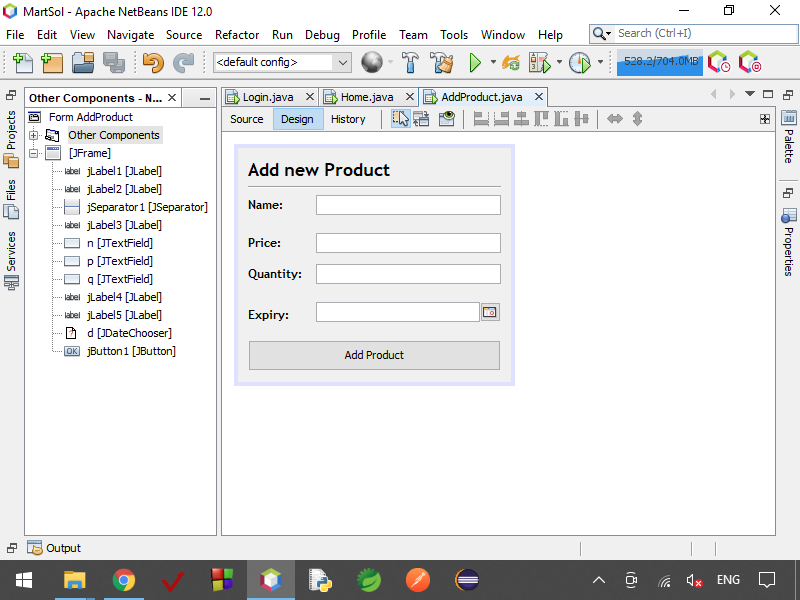 MartSol - Apache NetBeans IDE 12.0
File Edit View Navigate Source Refactor Run Debug Profile Team Tools Window Help
Search (Ctrl+I)
<default config>
528.2/704.0MB
Other Components - N...
Login.java
Home.java
AddProduct.java
Source Design History
Projects
Files
Services
Form AddProduct
Other Components
[JFrame]
label jLabel1 [JLabel]
label jLabel2 [JLabel]
jSeparator1 [JSeparator]
label jLabel3 [JLabel]
n [JTextField]
p [JTextField]
q [JTextField]
label jLabel4 [JLabel]
label jLabel5 [JLabel]
? d [JDateChooser]
OK jButton1 [JButton]
Add new Product
Name:
Price:
Quantity:
Expiry:
Add Product
Palette
Properties
Output
ENG